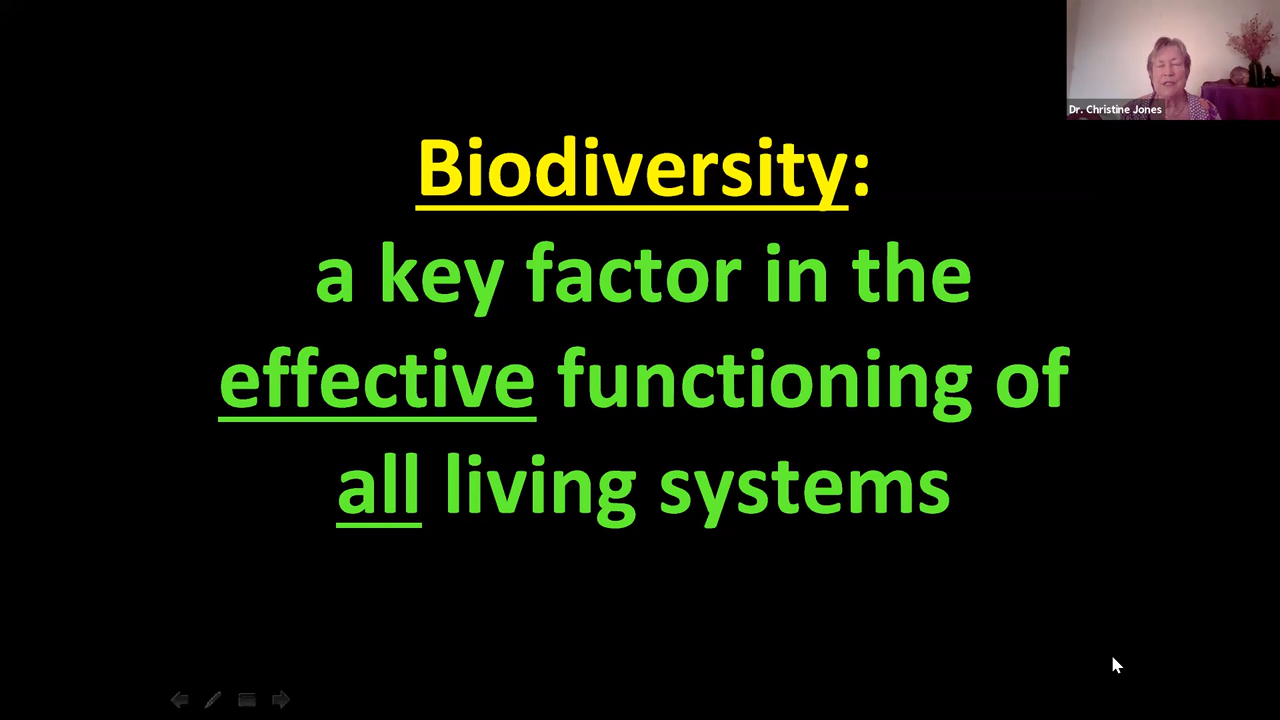 Dr. Christine Jones
Biodiversity:
a key factor in the
effective functioning of
all living systems